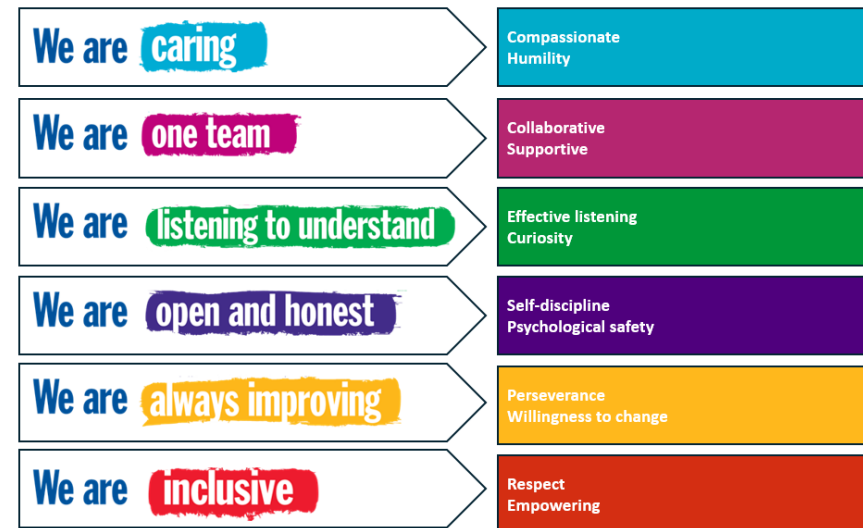 We are caring
Compassionate
Humility
We are one team
Collaborative
Supportive
We are listening to understand
Effective listening
Curiosity
We are open and honest
Self-discipline
Psychological safety
We are always improving
Perseverance
Willingness to change
We are inclusive
Respect
Empowering